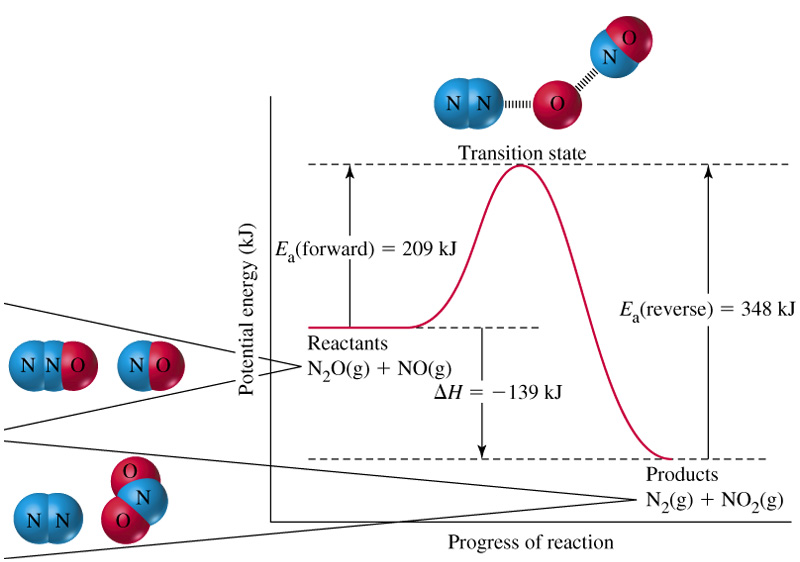 O
N
N N O
Transition state
Potential energy (kJ)
Eₐ(forward) = 209 kJ
Eₐ(reverse) = 348 kJ
Reactants
N N O N O
N₂O(g) + NO(g)
ΔH = −139 kJ
Products
O
N
N N O
N₂(g) + NO₂(g)
Progress of reaction